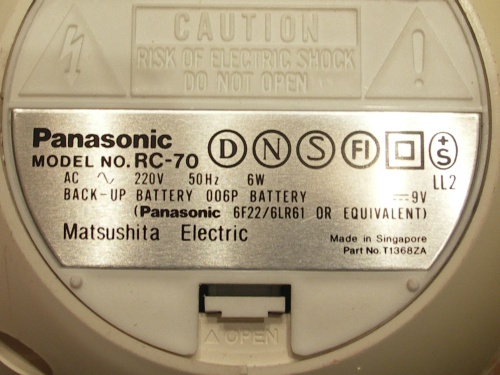 CAUTION
RISK OF ELECTRIC SHOCK
DO NOT OPEN
Panasonic
MODEL NO. RC-70 D N S FI +S
AC ～ 220V 50Hz 6W LL2
BACK-UP BATTERY 006P BATTERY ⎓ 9V
(Panasonic 6F22/6LR61 OR EQUIVALENT)
Matsushita Electric
Made in Singapore
Part No. T1368ZA
△ OPEN